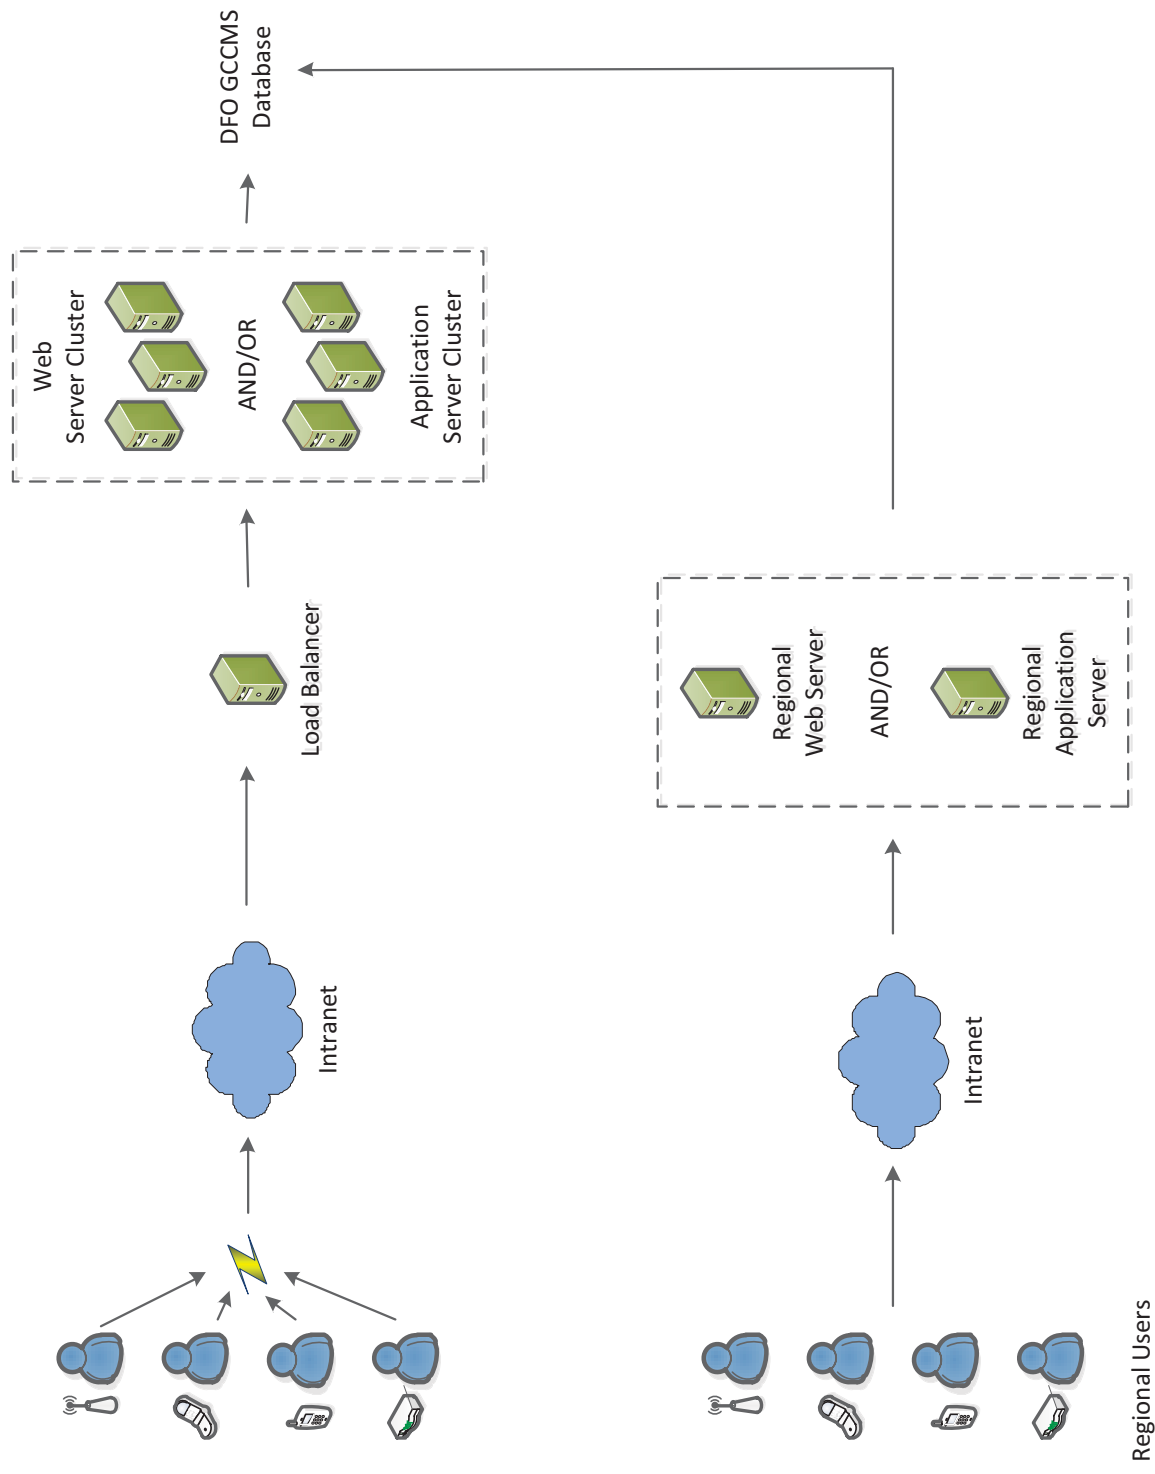 DFO GCCMS
Database
Web
Server Cluster
AND/OR
Application
Server Cluster
Load Balancer
Intranet
Regional
Web Server
AND/OR
Regional
Application
Server
Intranet
Regional Users